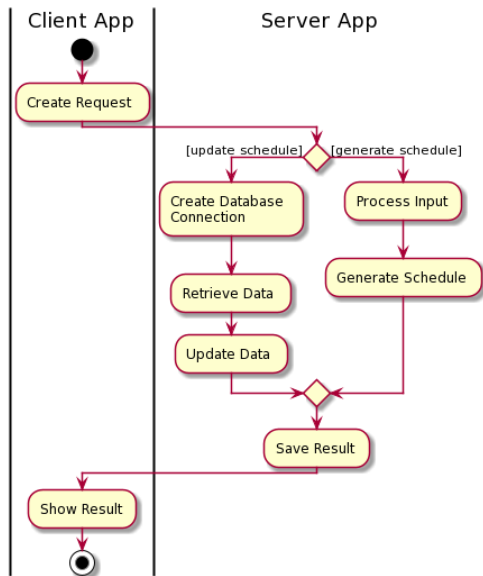 Client App
Server App
Create Request
[update schedule]
[generate schedule]
Create Database
Connection
Process Input
Retrieve Data
Generate Schedule
Update Data
Save Result
Show Result